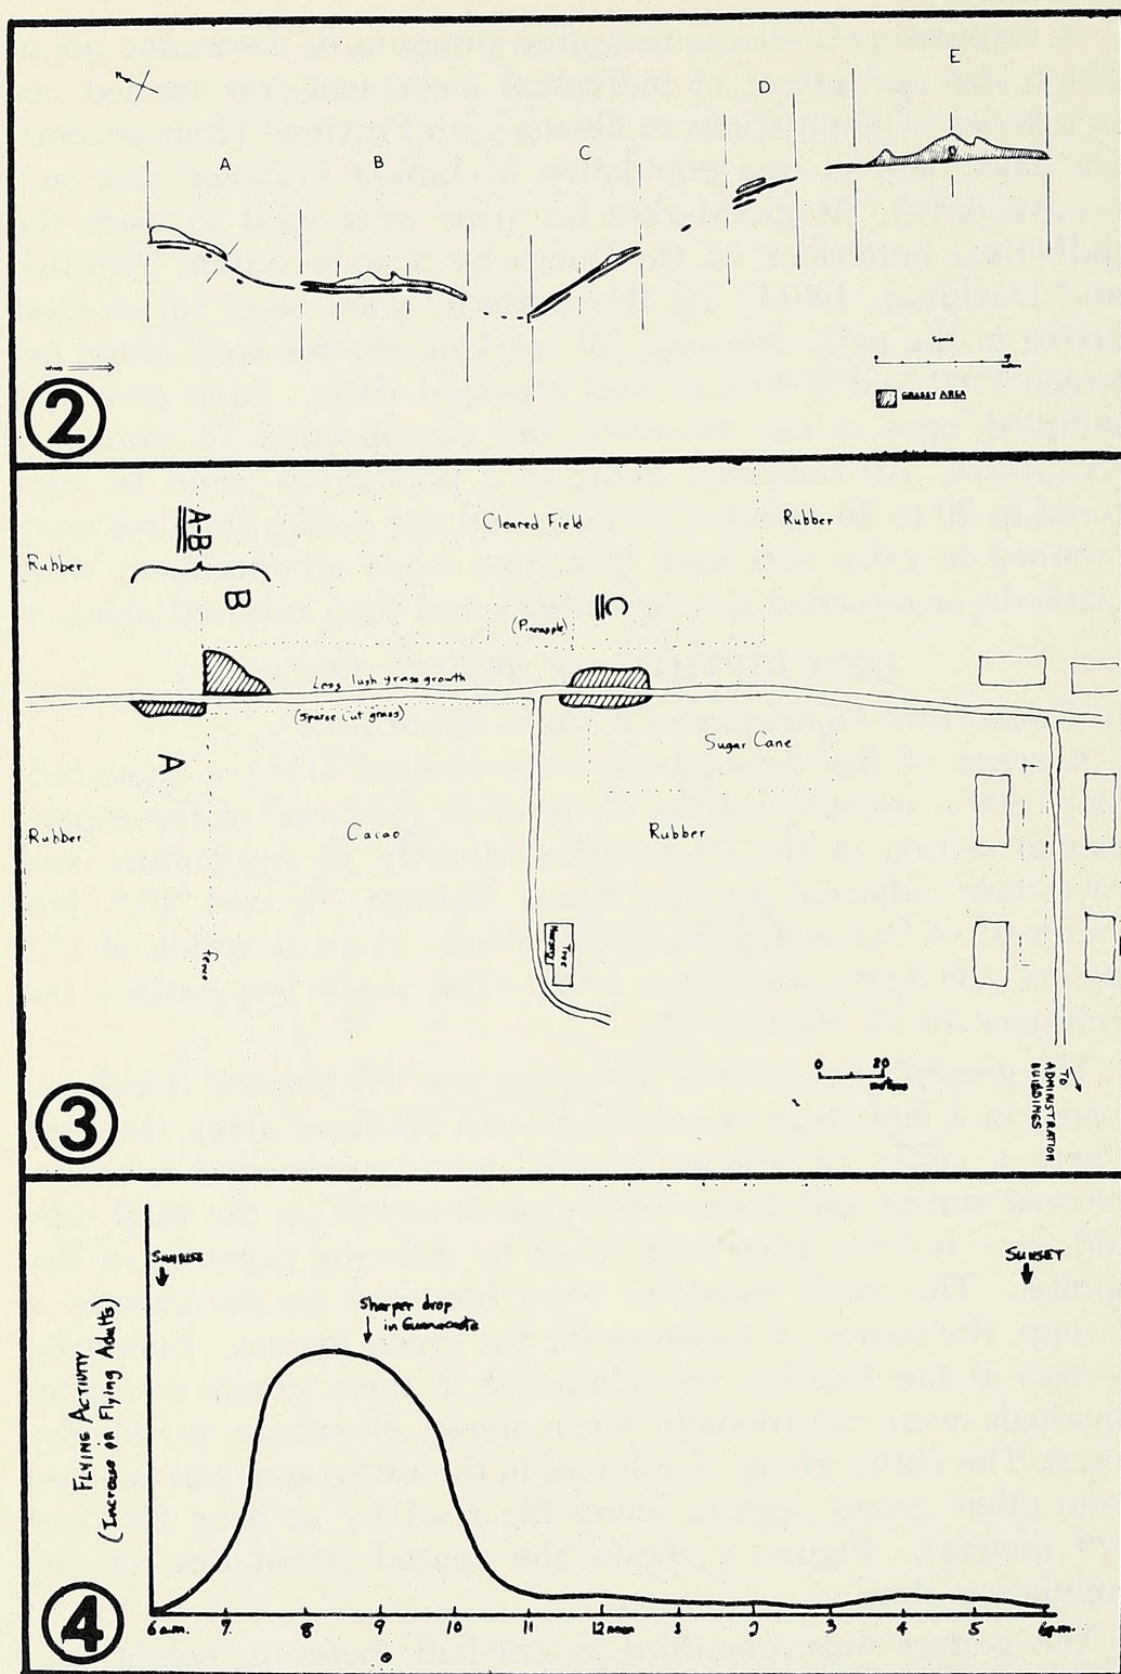 E
D
A
B
C
GRASSY AREA
2
Cleared Field
Rubber
A-B
Rubber
B
C
(Pineapple)
Less lush grass growth
(Sparse cut grass)
Sugar Cane
A
Rubber
Cacao
Rubber
fence
Tree
Nursery
0 20
meters
TO
ADMINISTRATION
BUILDINGS
3
SUNRISE
SUNSET
Sharper drop
in Guanacaste
FLYING ACTIVITY
(Increase in Flying Adults)
6 a.m. 7 8 9 10 11 12 noon 1 2 3 4 5 6 p.m.
4